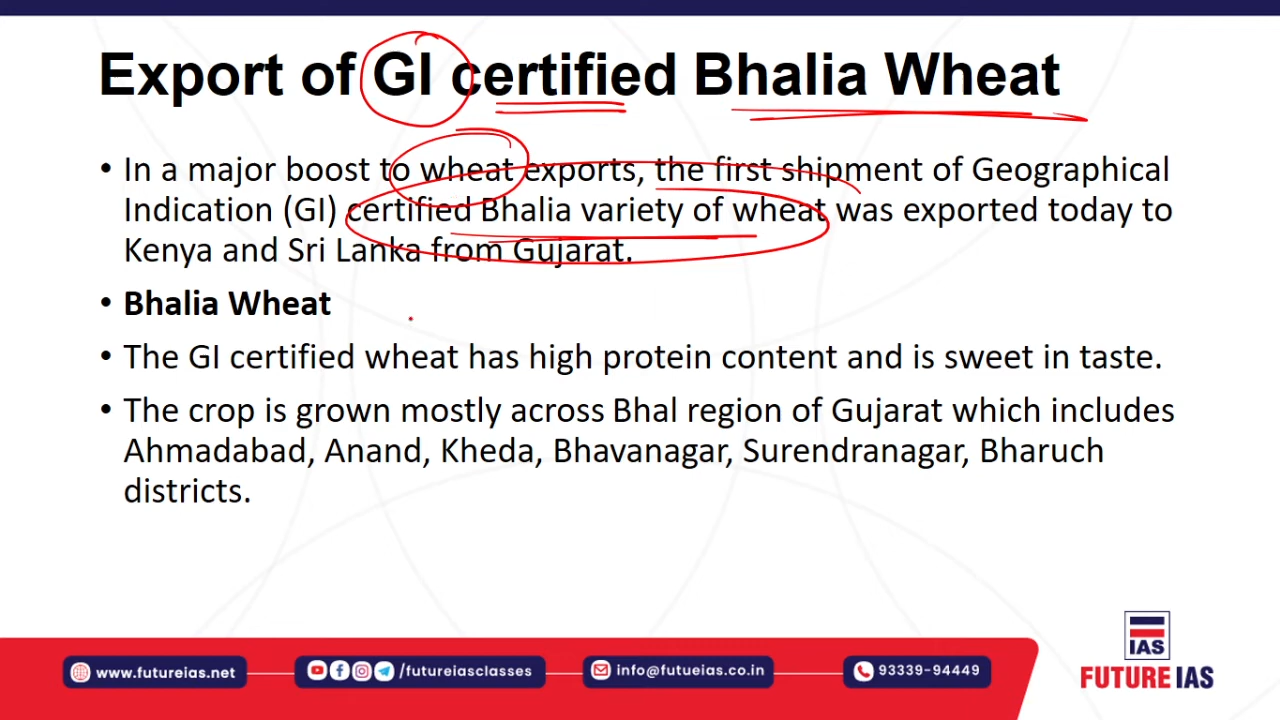 Export of GI certified Bhalia Wheat
• In a major boost to wheat exports, the first shipment of Geographical
Indication (GI) certified Bhalia variety of wheat was exported today to
Kenya and Sri Lanka from Gujarat.
• Bhalia Wheat
• The GI certified wheat has high protein content and is sweet in taste.
• The crop is grown mostly across Bhal region of Gujarat which includes
Ahmadabad, Anand, Kheda, Bhavanagar, Surendranagar, Bharuch
districts.
IAS
FUTURE IAS
www.futureias.net
/futureiasclasses
info@futueias.co.in
93339-94449